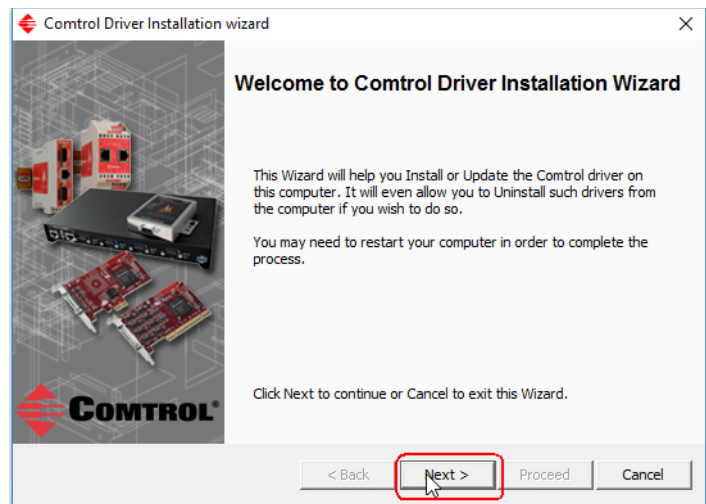 Comtrol Driver Installation wizard
Welcome to Comtrol Driver Installation Wizard
This Wizard will help you Install or Update the Comtrol driver on
this computer. It will even allow you to Uninstall such drivers from
the computer if you wish to do so.
You may need to restart your computer in order to complete the
process.
Click Next to continue or Cancel to exit this Wizard.
COMTROL®
< Back Next > Proceed Cancel